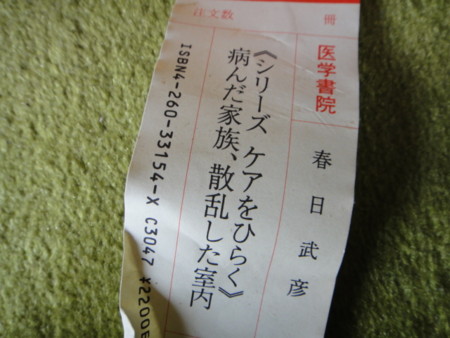 注文数 冊
医学書院
春日武彦
《シリーズ ケアをひらく》
病んだ家族、散乱した室内
ISBN4-260-33154-X C3047 ¥2200E